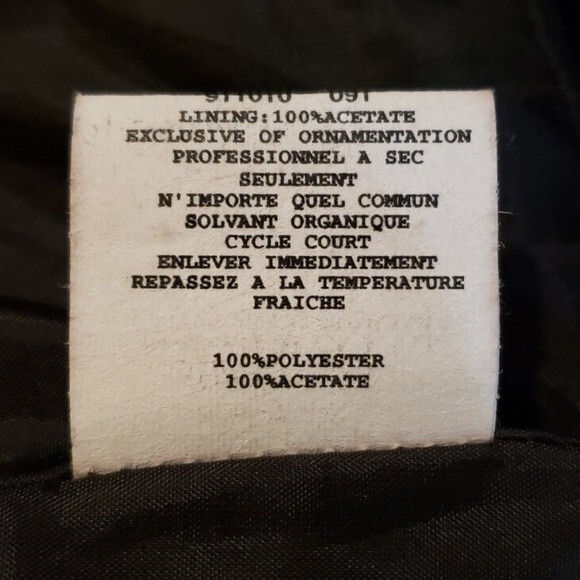 LINING:100%ACETATE
EXCLUSIVE OF ORNAMENTATION
PROFESSIONNEL A SEC
SEULEMENT
N'IMPORTE QUEL COMMUN
SOLVANT ORGANIQUE
CYCLE COURT
ENLEVER IMMEDIATEMENT
REPASSEZ A LA TEMPERATURE
FRAICHE
100%POLYESTER
100%ACETATE